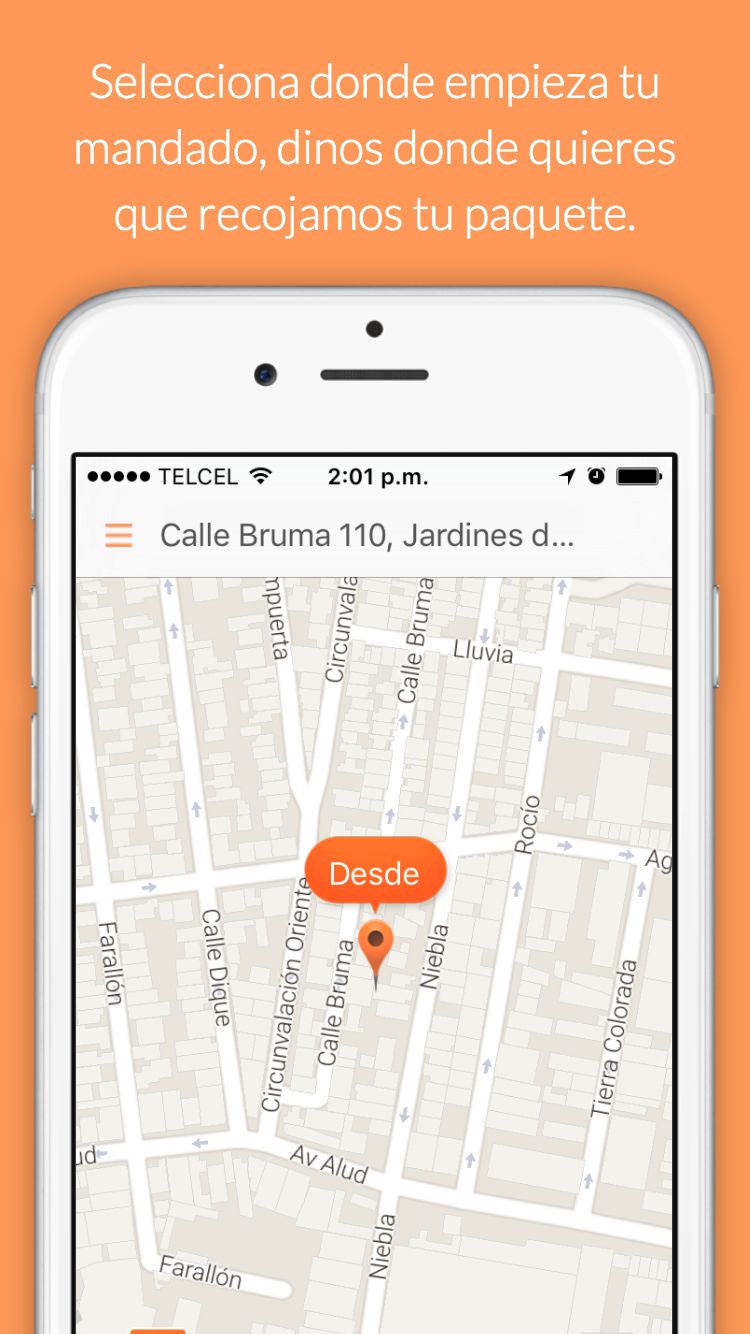 Selecciona donde empieza tu
mandado, dinos donde quieres
que recojamos tu paquete.
TELCEL
2:01 p.m.
Calle Bruma 110, Jardines d...
mpuerta
Circunvala
Calle Bruma
Lluvia
Rocío
Ag
Desde
Farallón
Calle Dique
Circunvalación Oriente
Calle Bruma
Niebla
Tierra Colorada
ud
Av Alud
Niebla
Farallón